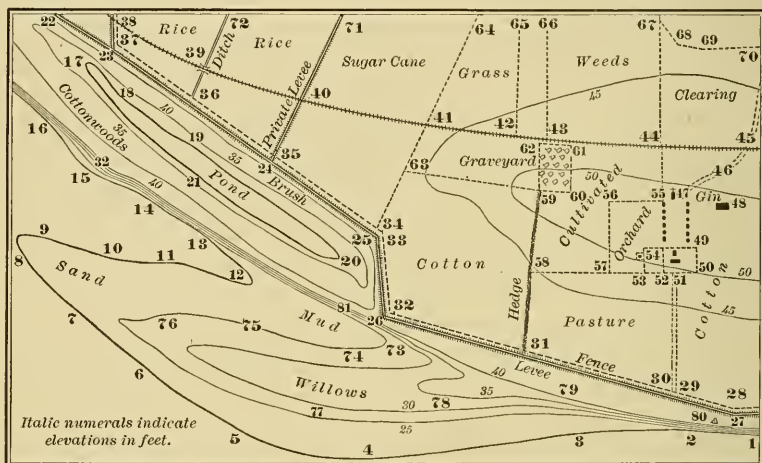 22 38 Rice 72 71 64 65 66 67 68 69 70
37 39 Ditch Rice Sugar Cane Grass Weeds
23 36 40 45 Clearing
17 18 40 Private Levee 41 42 43 44 45
Cottonwoods 19 35 35 62 61 46
16 35 24 63 Graveyard 50
15 32 21 Pond Brush 59 60 56 55 47 Gin 48
14 40 34 Cultivated
9 13 25 33 Orchard 49
8 10 11 12 20 Cotton 58 57 54 50 50
Sand 53 52 51
81 26 32 Hedge Cotton 45
7 76 75 Mud Pasture
74 73 31 Fence 30 29 28
6 Willows 40 Levee
78 35 79
77 30 80 27
Italic numerals indicate 25
elevations in feet. 5 4 3 2 1